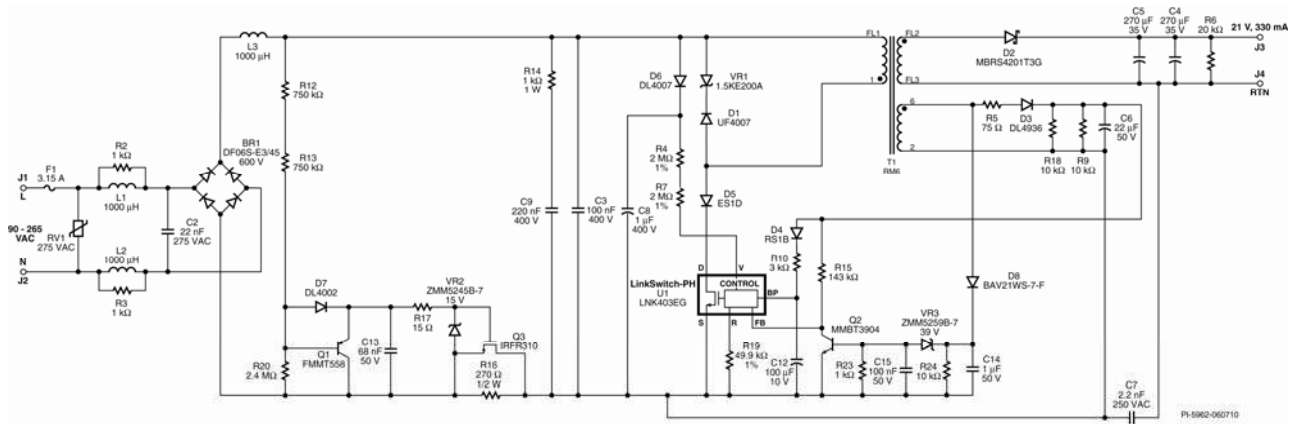 C5
270 µF
35 V
C4
270 µF
35 V
R6
20 kΩ
21 V, 330 mA
J3
J4
RTN
L3
1000 µH
FL1
FL2
D2
MBRS4201T3G
FL3
1
R12
750 kΩ
R14
1 kΩ
1 W
D6
DL4007
VR1
1.5KE200A
D1
UF4007
6
R5
75 Ω
D3
DL4936
C6
22 µF
50 V
R18
10 kΩ
R9
10 kΩ
2
T1
RM6
R2
1 kΩ
F1
3.15 A
BR1
DF06S-E3/45
600 V
R13
750 kΩ
R4
2 MΩ
1%
R7
2 MΩ
1%
J1
L
L1
1000 µH
90 - 265
VAC
RV1
275 VAC
C2
22 nF
275 VAC
C9
220 nF
400 V
C3
100 nF
400 V
C8
1 µF
400 V
D5
ES1D
D4
RS1B
R10
3 kΩ
R15
143 kΩ
N
J2
L2
1000 µH
R3
1 kΩ
D7
DL4002
VR2
ZMM5245B-7
15 V
R17
15 Ω
LinkSwitch-PH
U1
LNK403EG
D
V
CONTROL
BP
S
R
FB
D8
BAV21WS-7-F
VR3
ZMM5259B-7
39 V
Q2
MMBT3904
Q3
IRFR310
R20
2.4 MΩ
Q1
FMMT558
C13
68 nF
50 V
R16
270 Ω
1/2 W
R19
49.9 kΩ
1%
C12
100 µF
10 V
R23
1 kΩ
C15
100 nF
50 V
R24
10 kΩ
C14
1 µF
50 V
C7
2.2 nF
250 VAC
PI-5962-060710